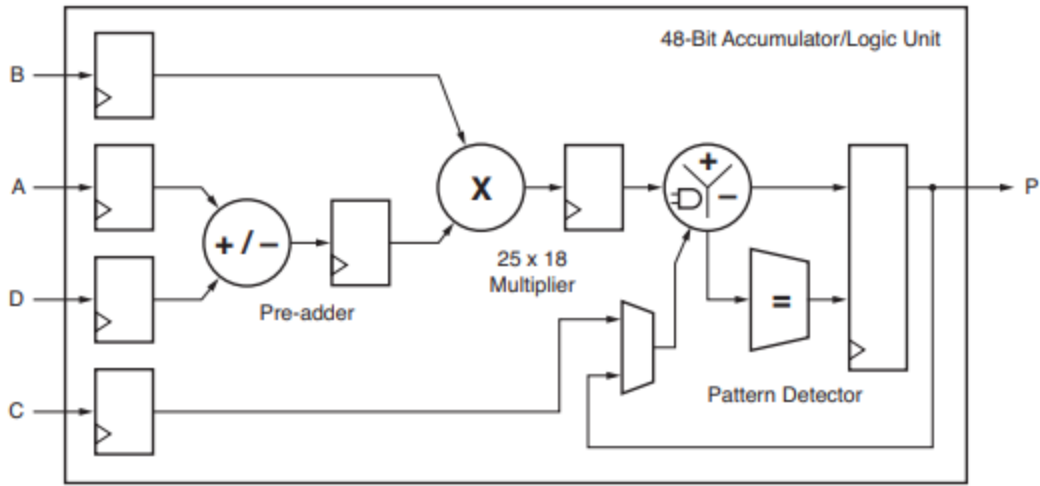 48-Bit Accumulator/Logic Unit
B
A
P
+
–
X
+ / –
25 x 18
Multiplier
D
=
Pre-adder
Pattern Detector
C